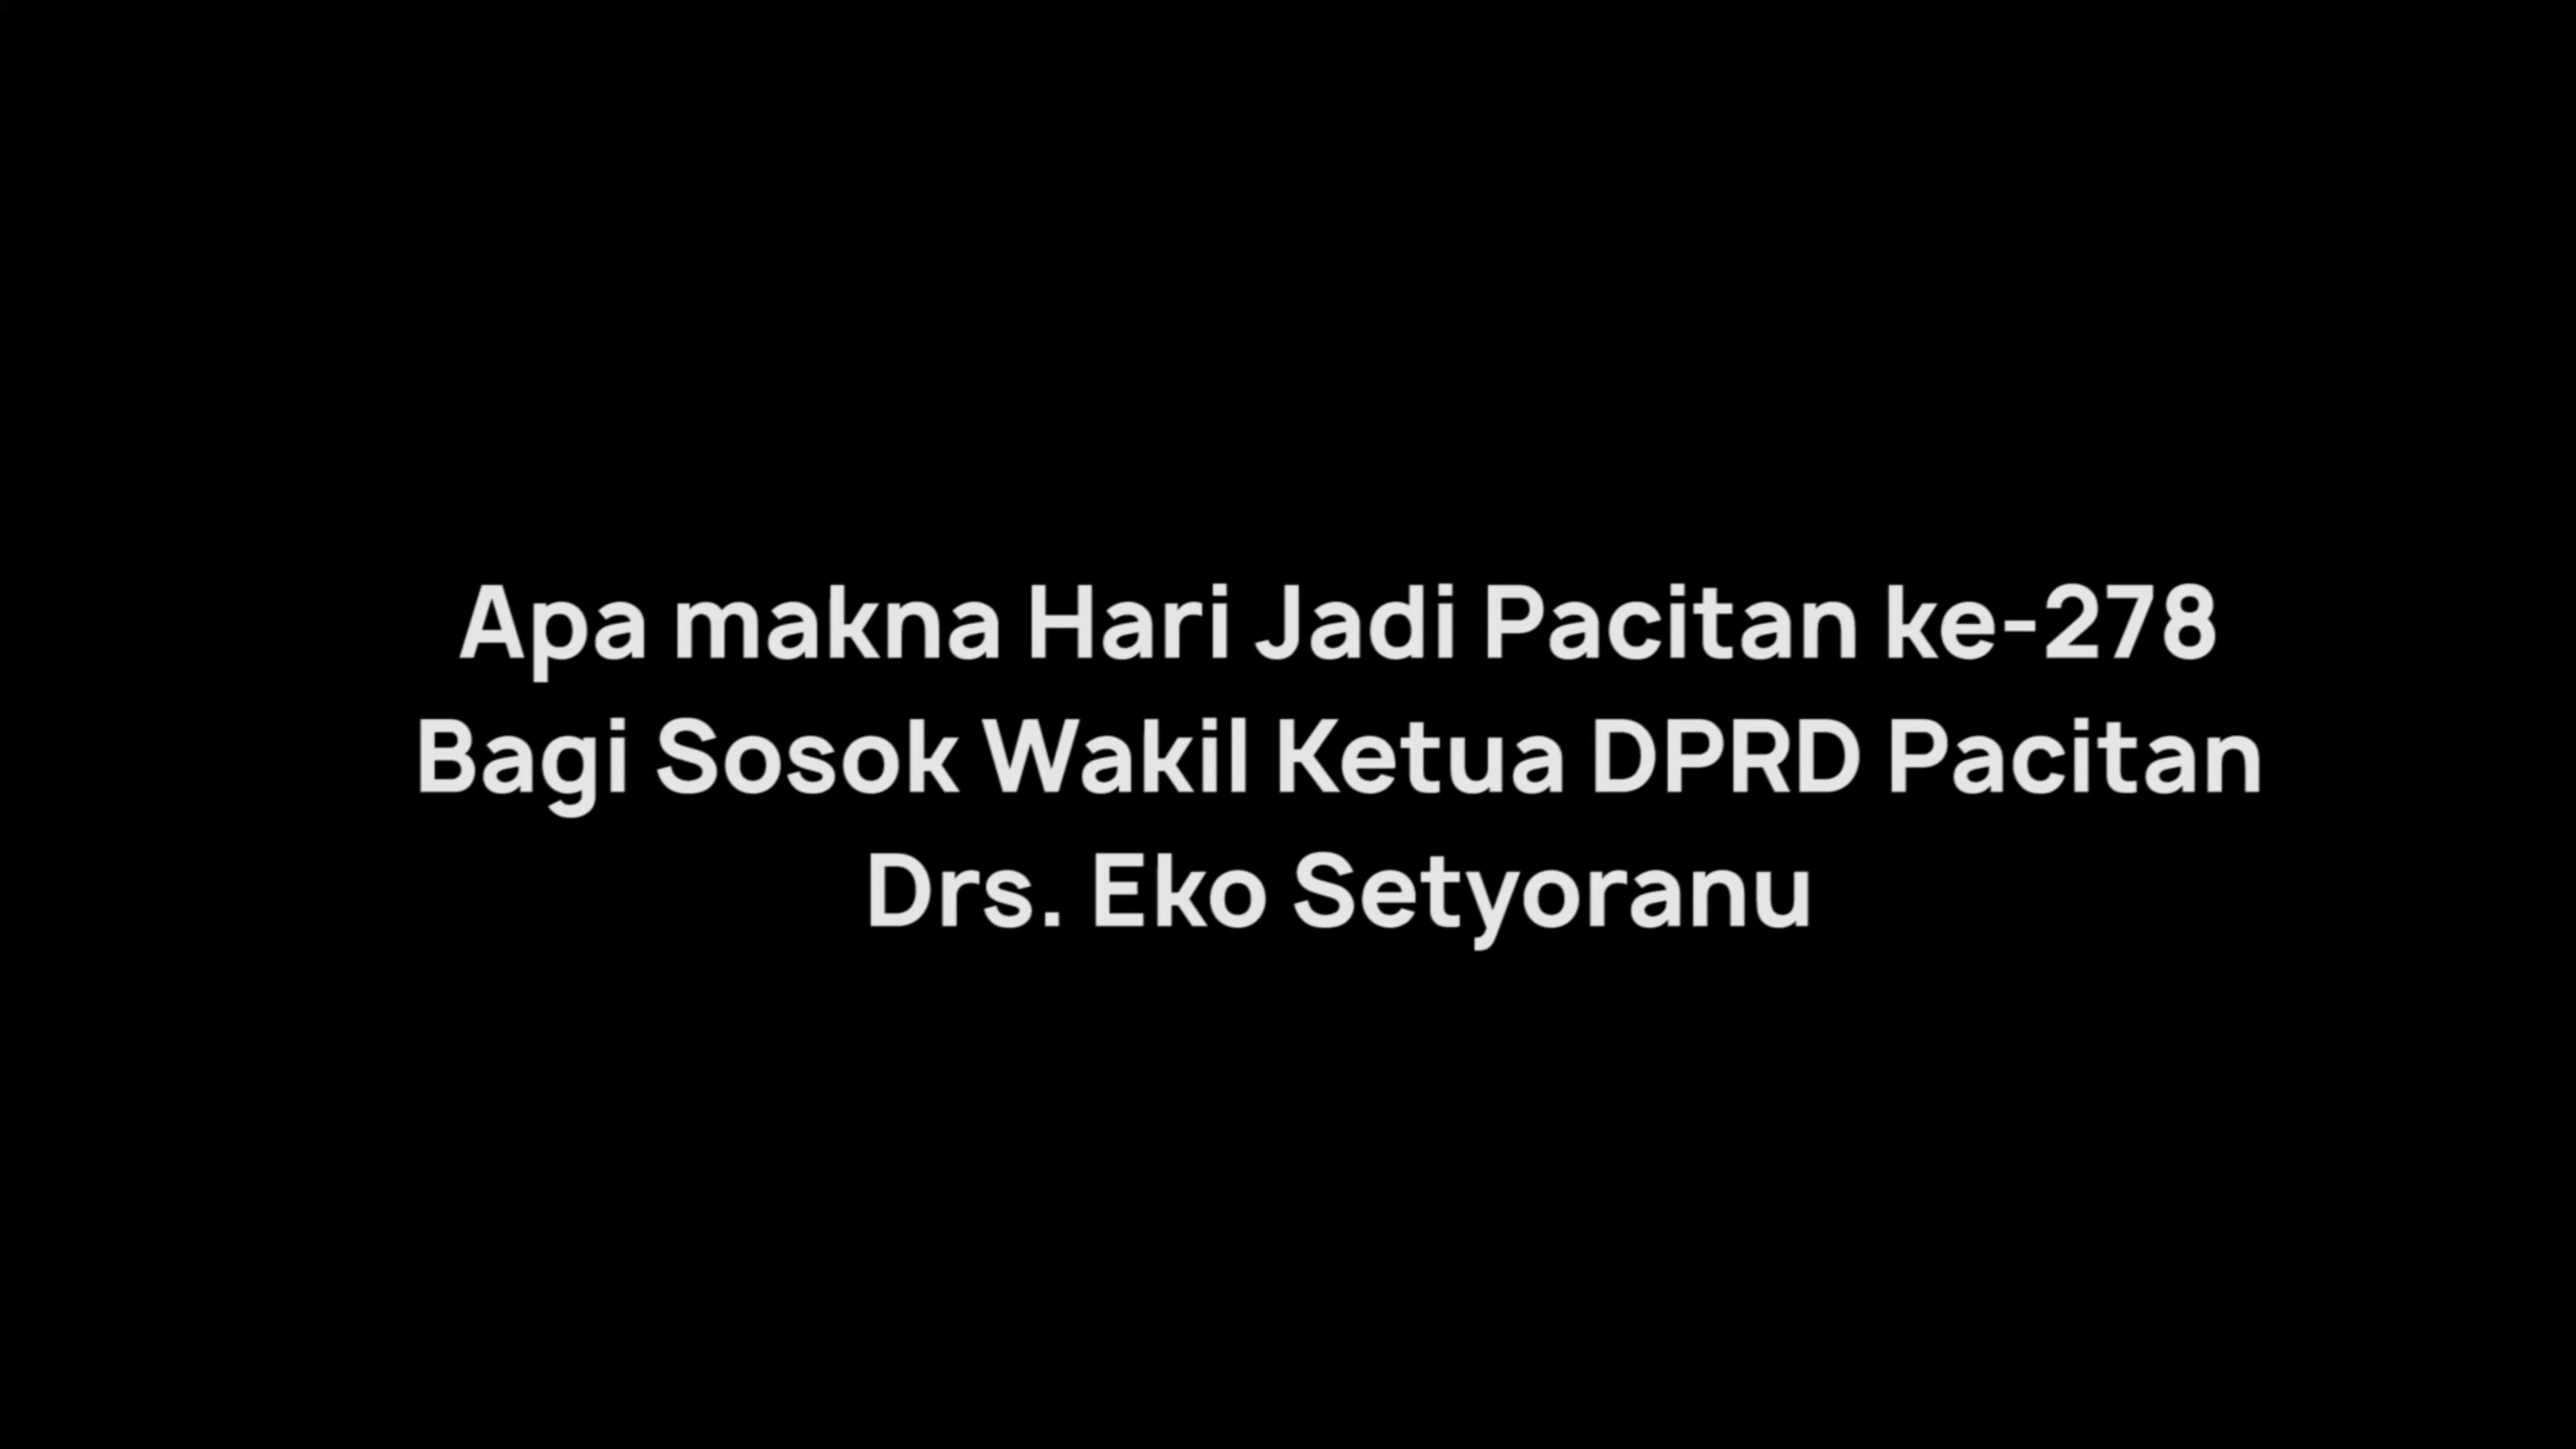 Apa makna Hari Jadi Pacitan ke-278
Bagi Sosok Wakil Ketua DPRD Pacitan
Drs. Eko Setyoranu